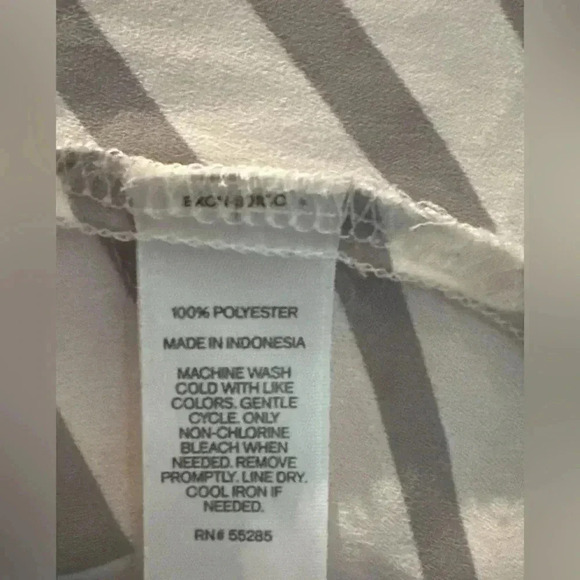 100% POLYESTER
MADE IN INDONESIA
MACHINE WASH
COLD WITH LIKE
COLORS. GENTLE
CYCLE. ONLY
NON-CHLORINE
BLEACH WHEN
NEEDED. REMOVE
PROMPTLY. LINE DRY.
COOL IRON IF
NEEDED.
RN# 55285